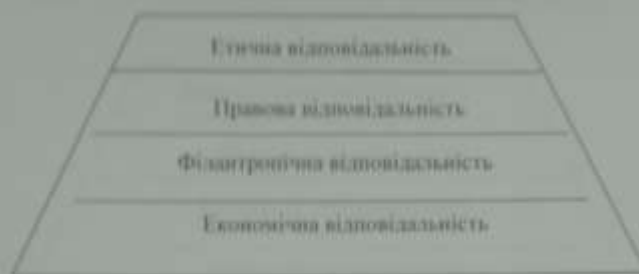 Етична відповідальність
Правова відповідальність
Філантропічна відповідальність
Економічна відповідальність